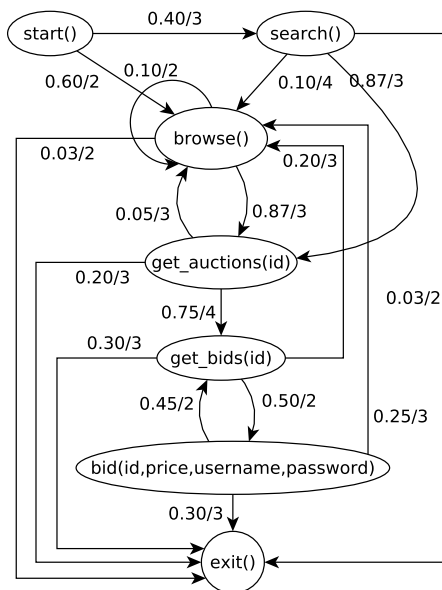 0.40/3
start()
search()
0.60/2
0.10/2
0.10/4
0.87/3
browse()
0.03/2
0.20/3
0.05/3
0.87/3
get_auctions(id)
0.20/3
0.03/2
0.75/4
0.30/3
get_bids(id)
0.45/2
0.50/2
0.25/3
bid(id,price,username,password)
0.30/3
exit()